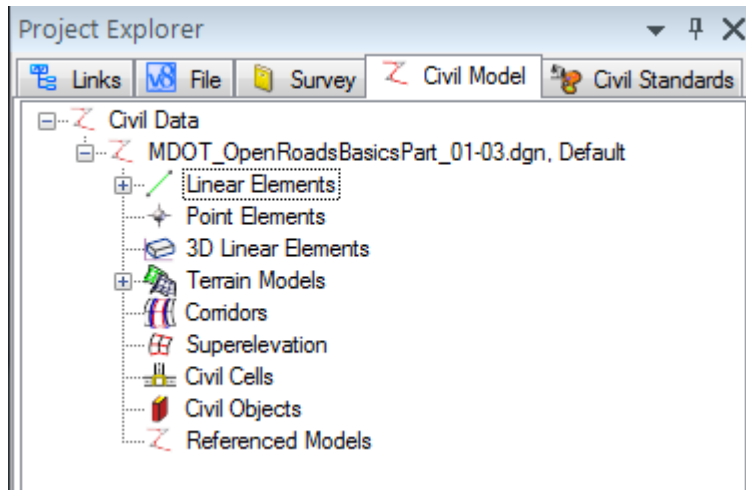 Project Explorer
Links File Survey Civil Model Civil Standards
Civil Data
MDOT_OpenRoadsBasicsPart_01-03.dgn, Default
Linear Elements
Point Elements
3D Linear Elements
Terrain Models
Corridors
Superelevation
Civil Cells
Civil Objects
Referenced Models